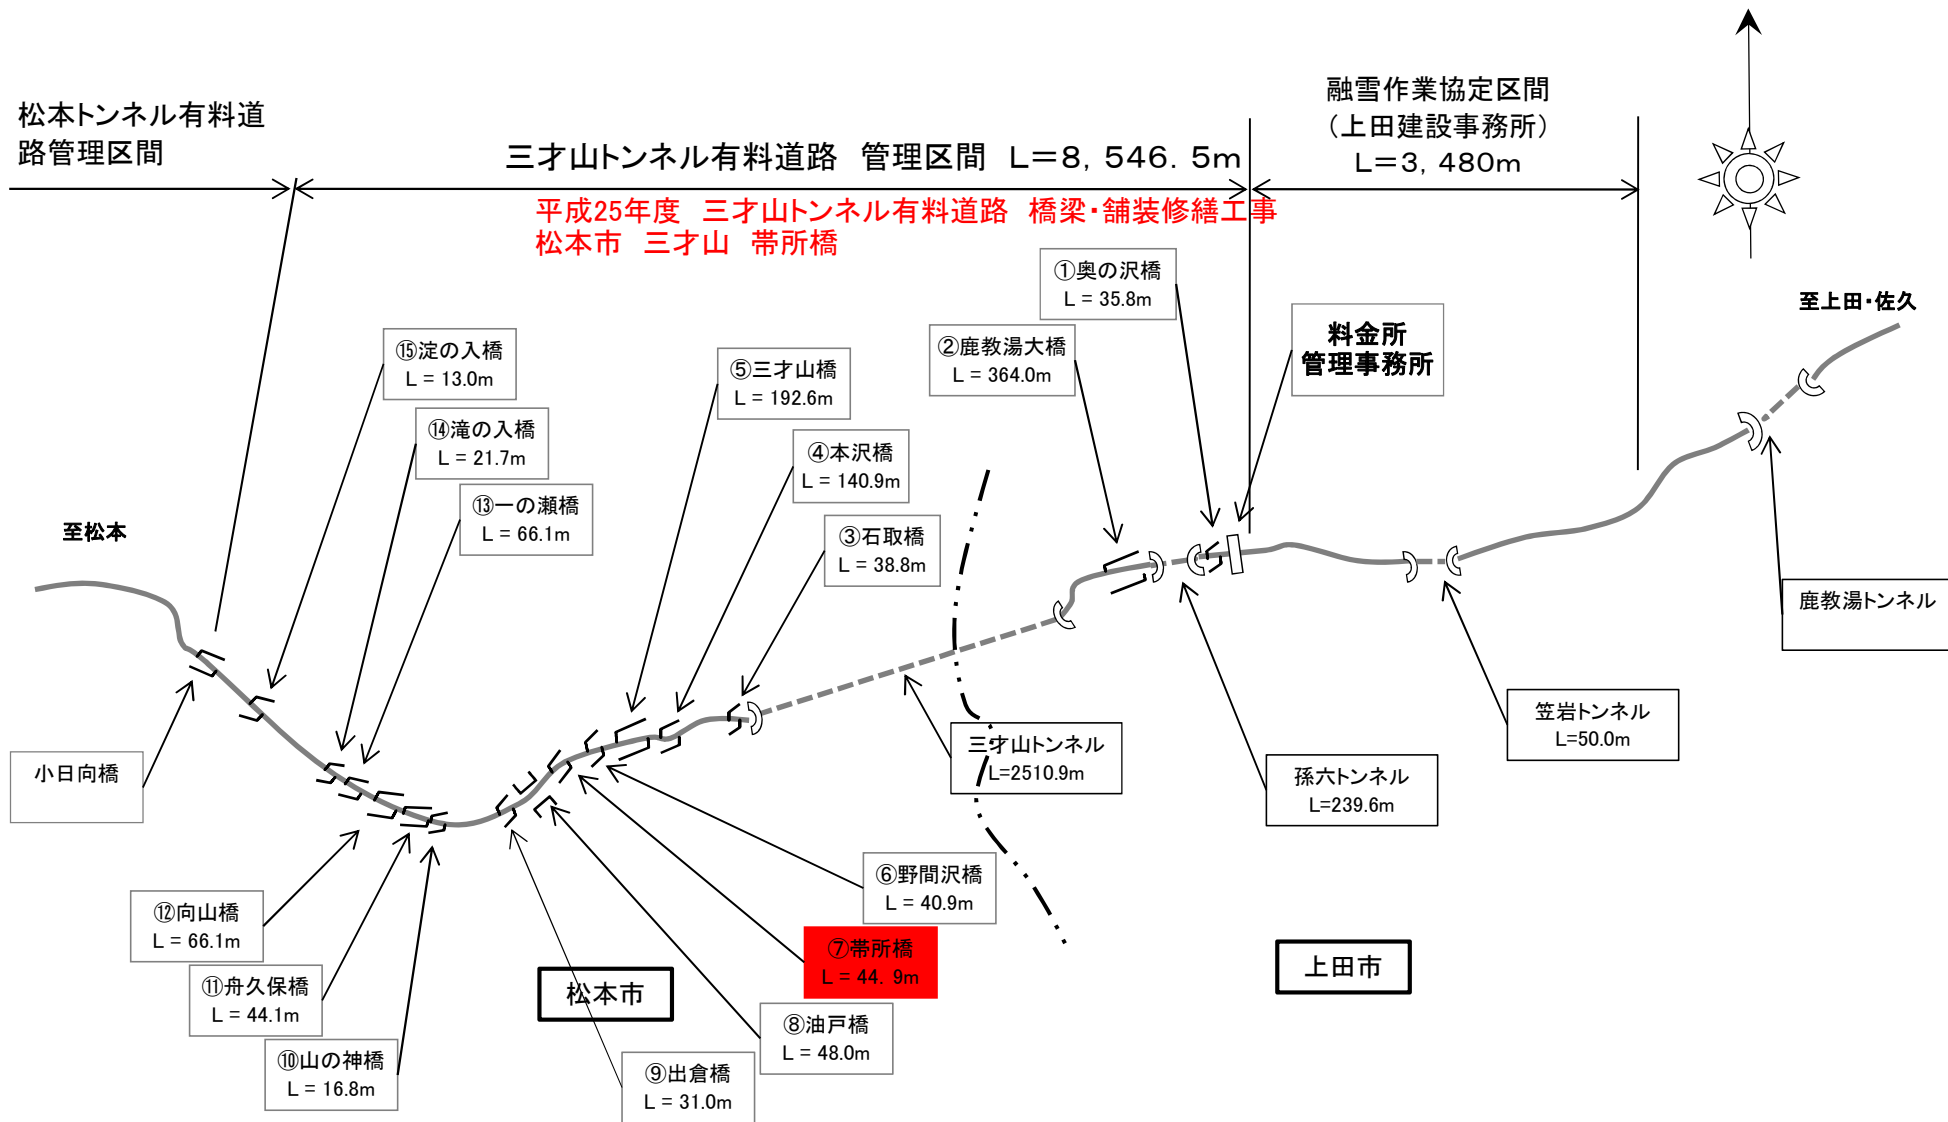 松本トンネル有料道
路管理区間
三才山トンネル有料道路　管理区間　L=8, 546. 5m
融雪作業協定区間
（上田建設事務所）
L=3, 480m
平成25年度　三才山トンネル有料道路　橋梁・舗装修繕工事
松本市　三才山　帯所橋
①奥の沢橋
L = 35.8m
至上田・佐久
料金所
管理事務所
②鹿教湯大橋
L = 364.0m
⑮淀の入橋
L = 13.0m
⑤三才山橋
L = 192.6m
⑭滝の入橋
L = 21.7m
④本沢橋
L = 140.9m
⑬一の瀬橋
L = 66.1m
③石取橋
L = 38.8m
至松本
鹿教湯トンネル
笠岩トンネル
L=50.0m
三才山トンネル
L=2510.9m
孫六トンネル
L=239.6m
小日向橋
⑥野間沢橋
L = 40.9m
⑫向山橋
L = 66.1m
⑦帯所橋
L = 44. 9m
上田市
松本市
⑪舟久保橋
L = 44.1m
⑧油戸橋
L = 48.0m
⑩山の神橋
L = 16.8m
⑨出倉橋
L = 31.0m